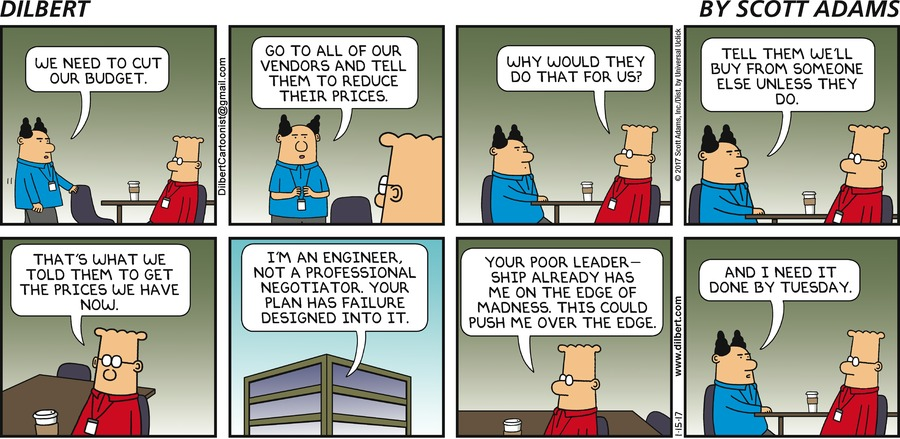 DILBERT
BY SCOTT ADAMS
WE NEED TO CUT
OUR BUDGET.
DilbertCartoonist@gmail.com
GO TO ALL OF OUR
VENDORS AND TELL
THEM TO REDUCE
THEIR PRICES.
WHY WOULD THEY
DO THAT FOR US?
© 2017 Scott Adams, Inc./Dist. by Universal Uclick
TELL THEM WE'LL
BUY FROM SOMEONE
ELSE UNLESS THEY
DO.
THAT'S WHAT WE
TOLD THEM TO GET
THE PRICES WE HAVE
NOW.
I'M AN ENGINEER,
NOT A PROFESSIONAL
NEGOTIATOR. YOUR
PLAN HAS FAILURE
DESIGNED INTO IT.
YOUR POOR LEADER-
SHIP ALREADY HAS
ME ON THE EDGE OF
MADNESS. THIS COULD
PUSH ME OVER THE EDGE.
www.dilbert.com
1-15-17
AND I NEED IT
DONE BY TUESDAY.